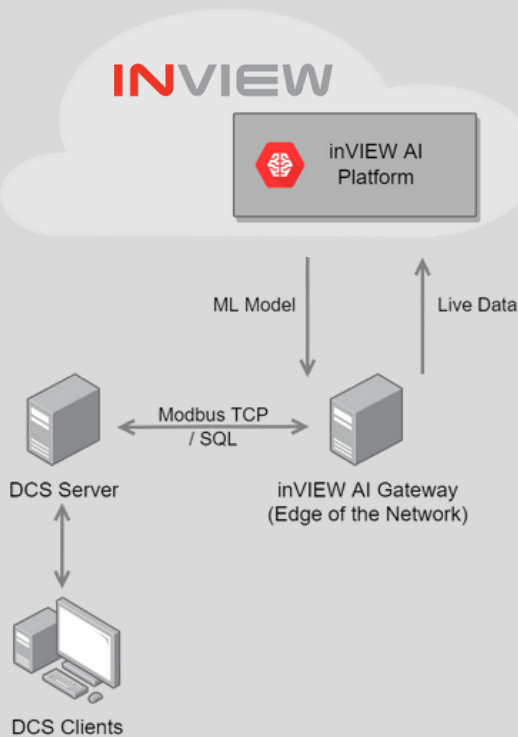 INVIEW
inVIEW AI
Platform
ML Model
Live Data
Modbus TCP
/ SQL
DCS Server
inVIEW AI Gateway
(Edge of the Network)
DCS Clients